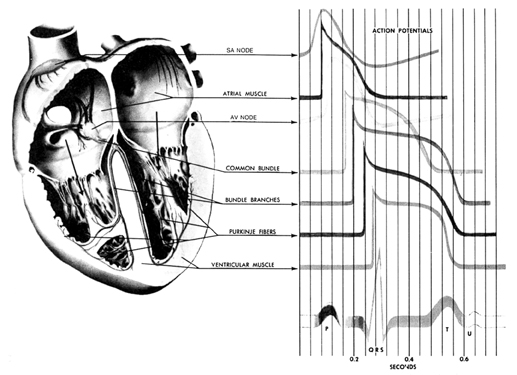 ACTION POTENTIALS
SA NODE
ATRIAL MUSCLE
AV NODE
COMMON BUNDLE
BUNDLE BRANCHES
PURKINJE FIBERS
VENTRICULAR MUSCLE
P
T
U
QRS
0.2
0.4
0.6
SECONDS